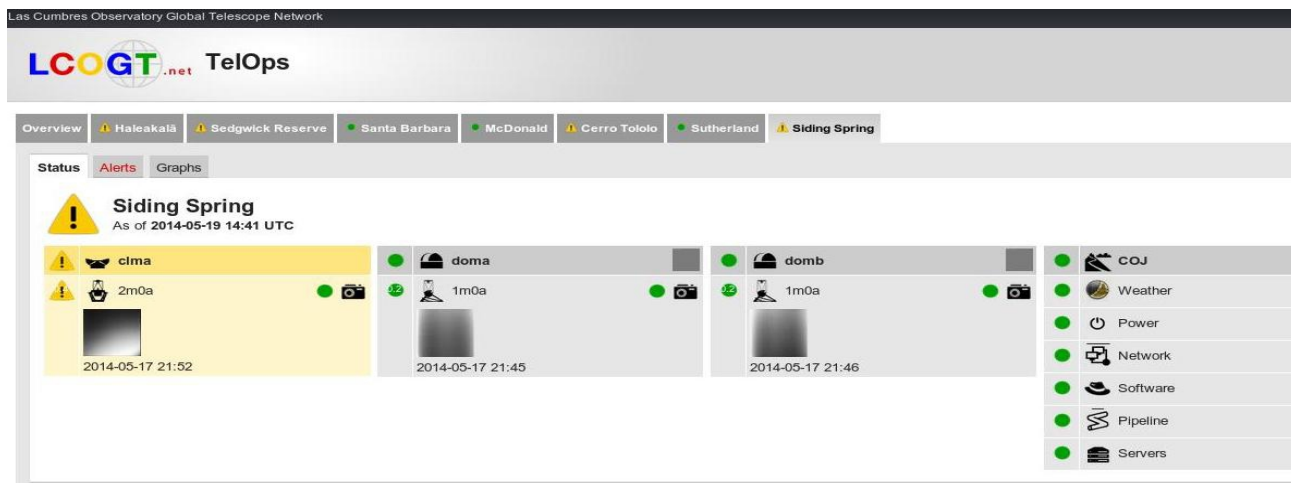 Las Cumbres Observatory Global Telescope Network
LCOGT.net TelOps
Overview Haleakalā Sedgwick Reserve Santa Barbara McDonald Cerro Tololo Sutherland Siding Spring
Status Alerts Graphs
Siding Spring
As of 2014-05-19 14:41 UTC
clma
2m0a
2014-05-17 21:52
doma
1m0a
2014-05-17 21:45
domb
1m0a
2014-05-17 21:46
COJ
Weather
Power
Network
Software
Pipeline
Servers